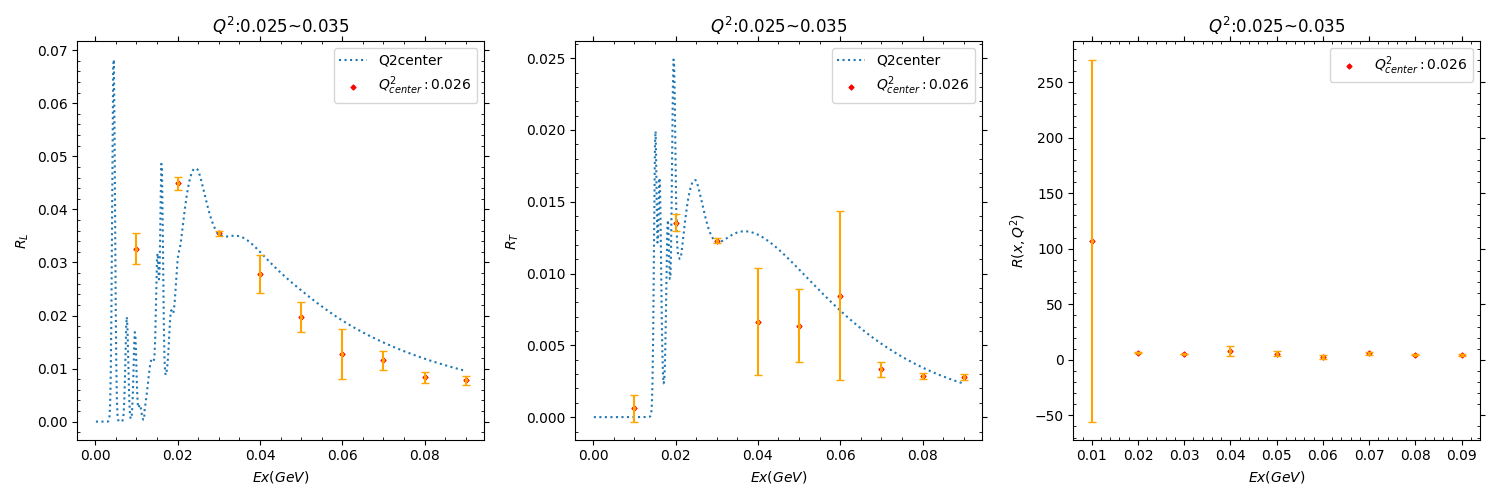 Q²:0.025~0.035
0.07
0.06
0.05
0.04
0.03
0.02
0.01
0.00
R_L
0.00 0.02 0.04 0.06 0.08
Ex(GeV)
Q2center
Q²_center : 0.026
Q²:0.025~0.035
0.025
0.020
0.015
0.010
0.005
0.000
R_T
0.00 0.02 0.04 0.06 0.08
Ex(GeV)
Q2center
Q²_center : 0.026
Q²:0.025~0.035
250
200
150
100
50
0
−50
R(x, Q²)
0.01 0.02 0.03 0.04 0.05 0.06 0.07 0.08 0.09
Ex(GeV)
Q²_center : 0.026